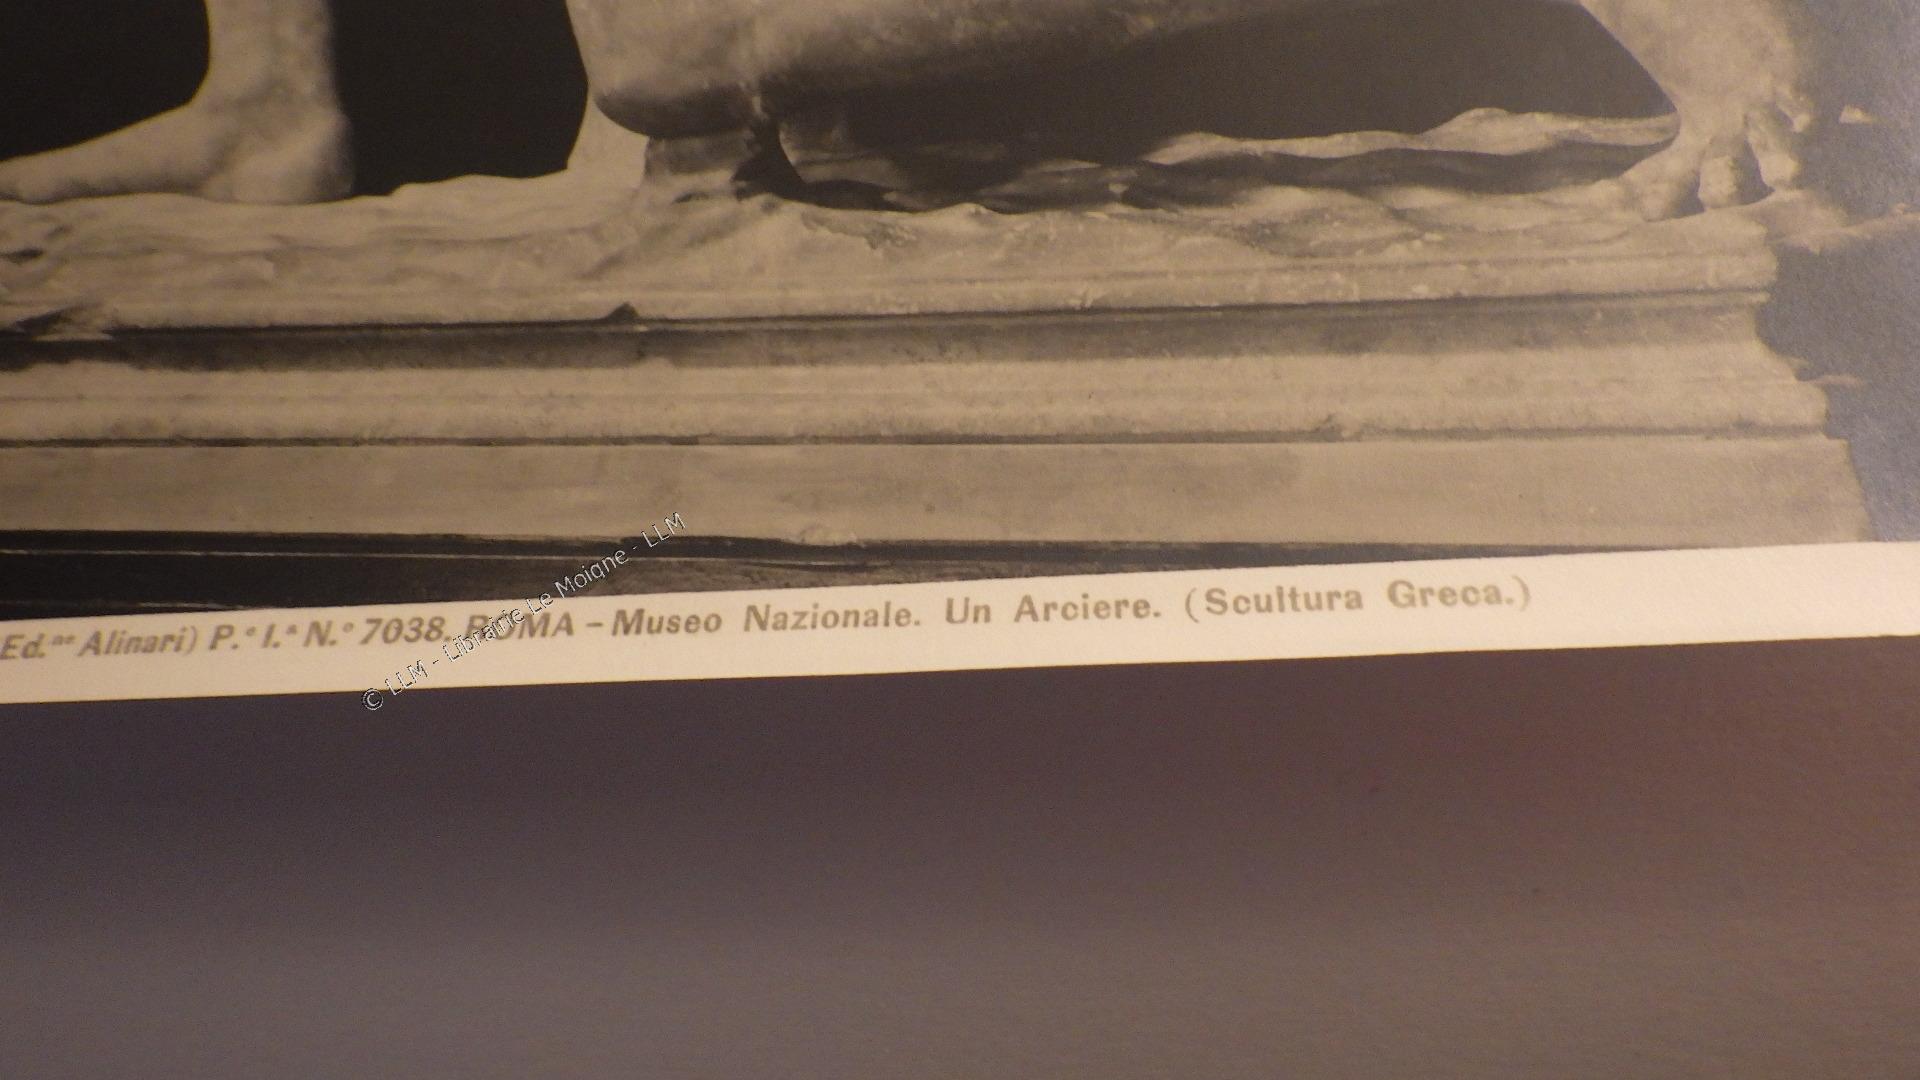 Ed.ne Alinari) P.e I.a N.o 7038. ROMA – Museo Nazionale. Un Arciere. (Scultura Greca.)
© LLM - Librairie Le Moigne - LLM